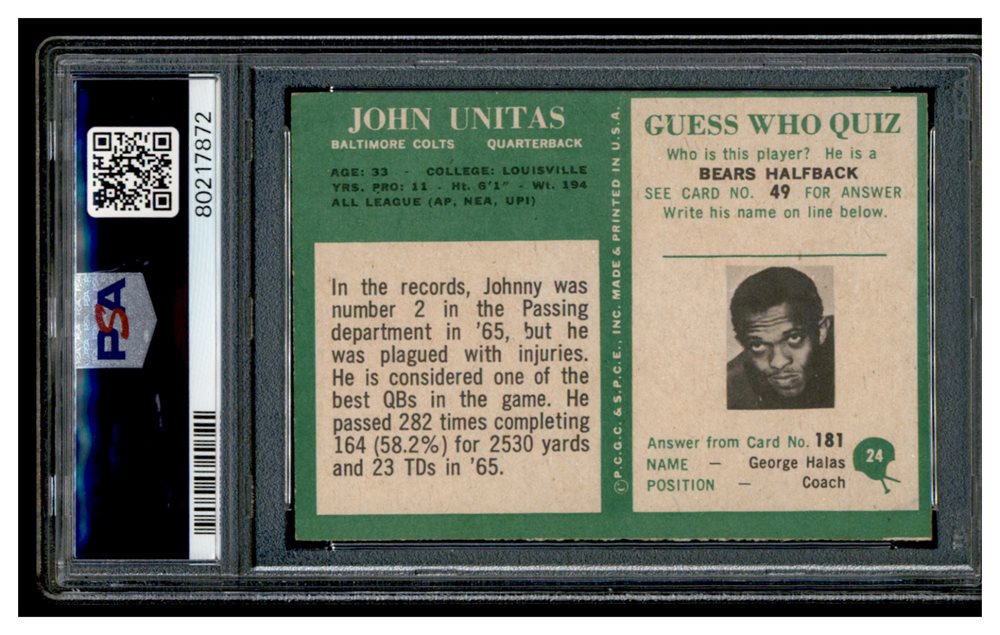 80217872
PSA
JOHN UNITAS
BALTIMORE COLTS QUARTERBACK
AGE: 33 - COLLEGE: LOUISVILLE
YRS. PRO: 11 - Ht. 6'1" - Wt. 194
ALL LEAGUE (AP, NEA, UPI)
In the records, Johnny was
number 2 in the Passing
department in '65, but he
was plagued with injuries.
He is considered one of the
best QBs in the game. He
passed 282 times completing
164 (58.2%) for 2530 yards
and 23 TDs in '65.
©P.C.G.C. & S.P.C.E., INC. MADE & PRINTED IN U.S.A.
GUESS WHO QUIZ
Who is this player? He is a
BEARS HALFBACK
SEE CARD NO. 49 FOR ANSWER
Write his name on line below.
Answer from Card No. 181
NAME — George Halas
POSITION — Coach
24